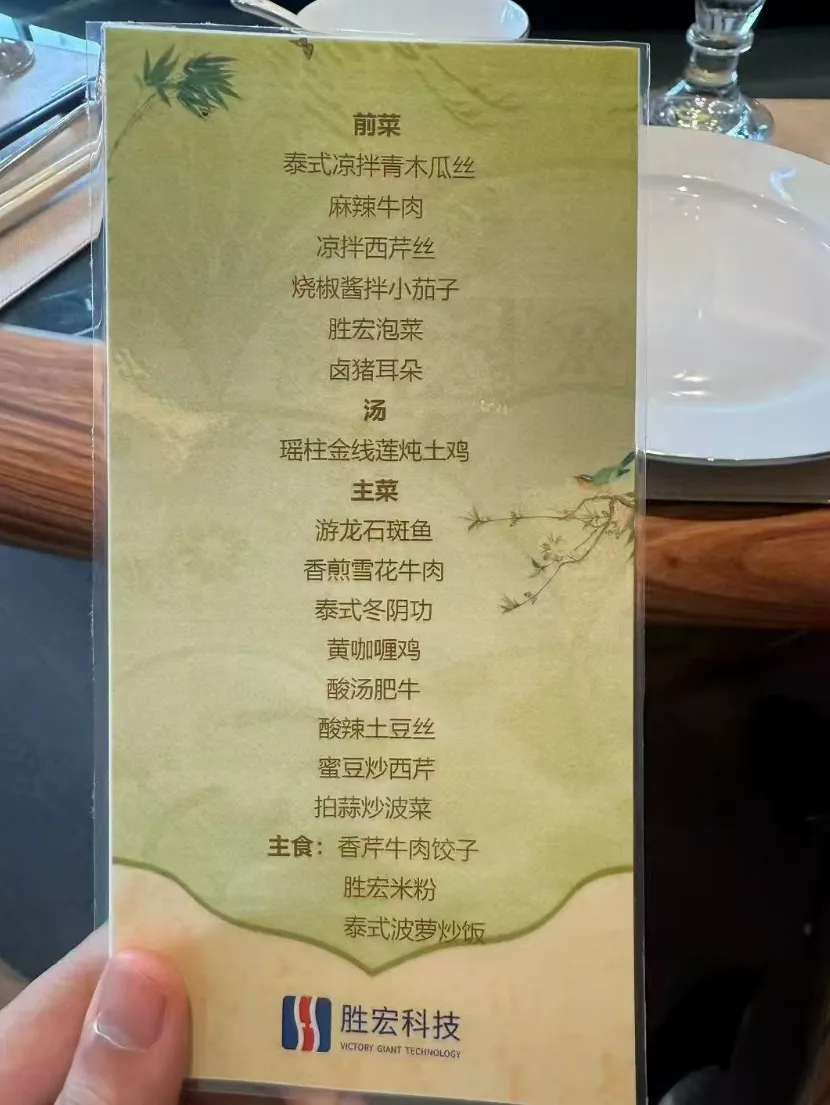 前菜
泰式凉拌青木瓜丝
麻辣牛肉
凉拌西芹丝
烧椒酱拌小茄子
胜宏泡菜
卤猪耳朵
汤
瑶柱金线莲炖土鸡
主菜
游龙石斑鱼
香煎雪花牛肉
泰式冬阴功
黄咖喱鸡
酸汤肥牛
酸辣土豆丝
蜜豆炒西芹
拍蒜炒波菜
主食：香芹牛肉饺子
胜宏米粉
泰式波萝炒饭
胜宏科技
VICTORY GIANT TECHNOLOGY